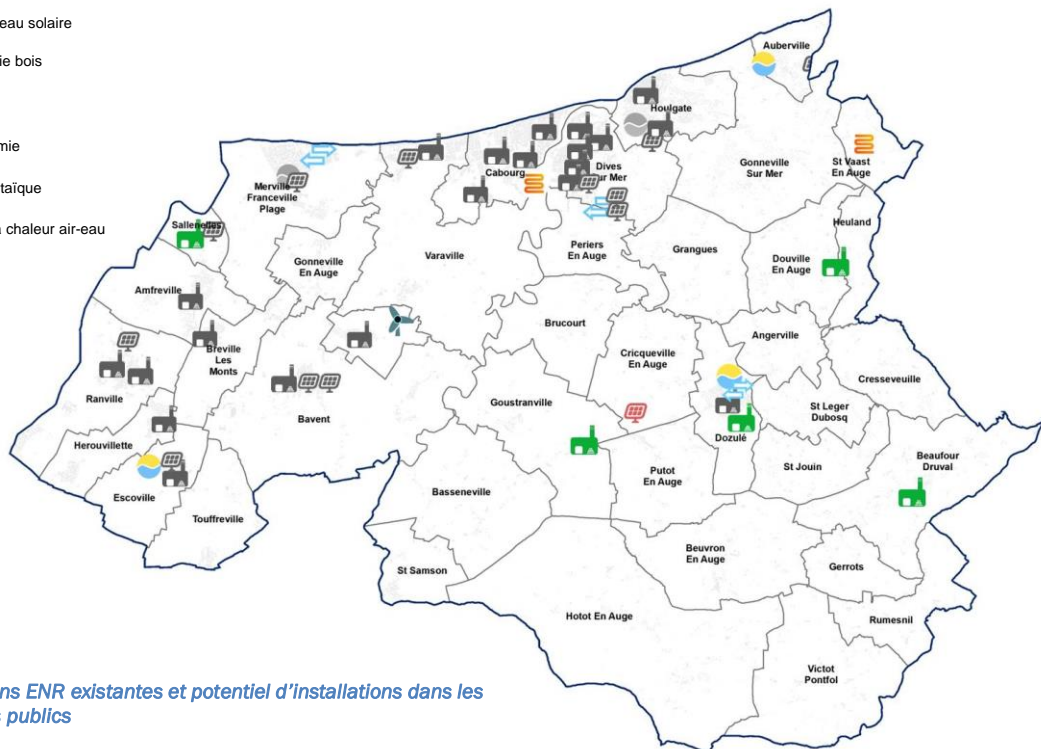 eau solaire
ie bois
mie
taïque
à chaleur air-eau
Auberville
Houlgate
Gonneville
Sur Mer
St Vaast
En Auge
Cabourg
Dives
ur Mer
Merville
Franceville
Plage
Sallenelles
Heuland
Gonneville
En Auge
Varaville
Periers
En Auge
Grangues
Douville
En Auge
Amfreville
Breville
Les
Monts
Brucourt
Angerville
Cricqueville
En Auge
Cresseveuille
Ranville
Bavent
Goustranville
St Leger
Dubosq
Herouvillette
Dozulé
Beaufour
Druval
St Jouin
Putot
En Auge
Escoville
Basseneville
Touffreville
Beuvron
En Auge
St Samson
Gerrots
Hotot En Auge
Rumesnil
Victot
Pontfol
ns ENR existantes et potentiel d'installations dans les
s publics